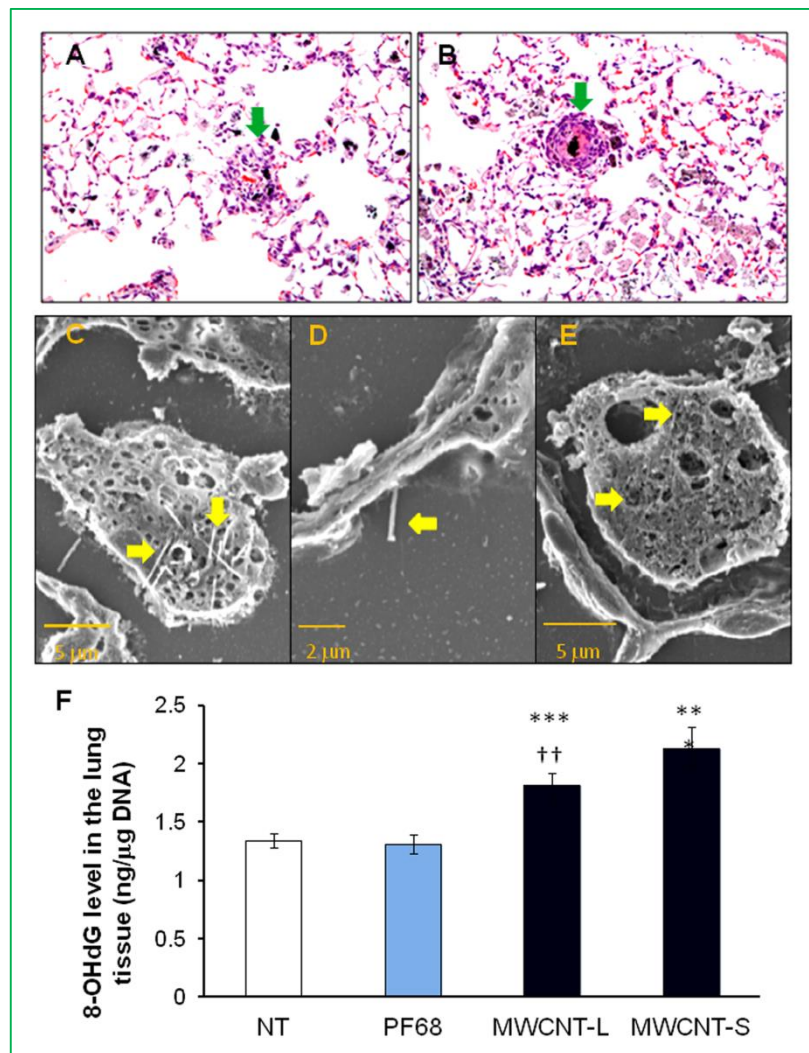 A
B
C
D
E
5 μm
2 μm
5 μm
F
8-OHdG level in the lung
tissue (ng/μg DNA)
2.5
2
1.5
1
0.5
0
***
††
**
*
NT
PF68
MWCNT-L
MWCNT-S